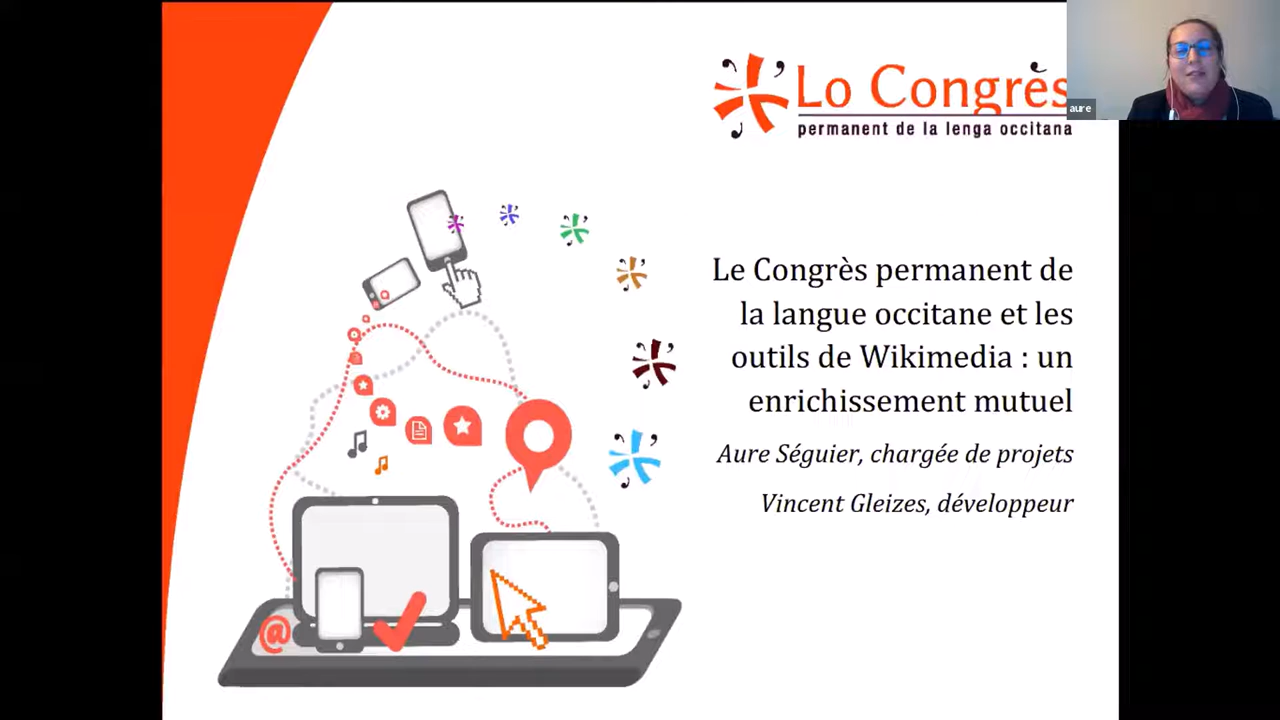 Lo Congrès
permanent de la lenga occitana
aure
Le Congrès permanent de
la langue occitane et les
outils de Wikimedia : un
enrichissement mutuel
Aure Séguier, chargée de projets
Vincent Gleizes, développeur
@